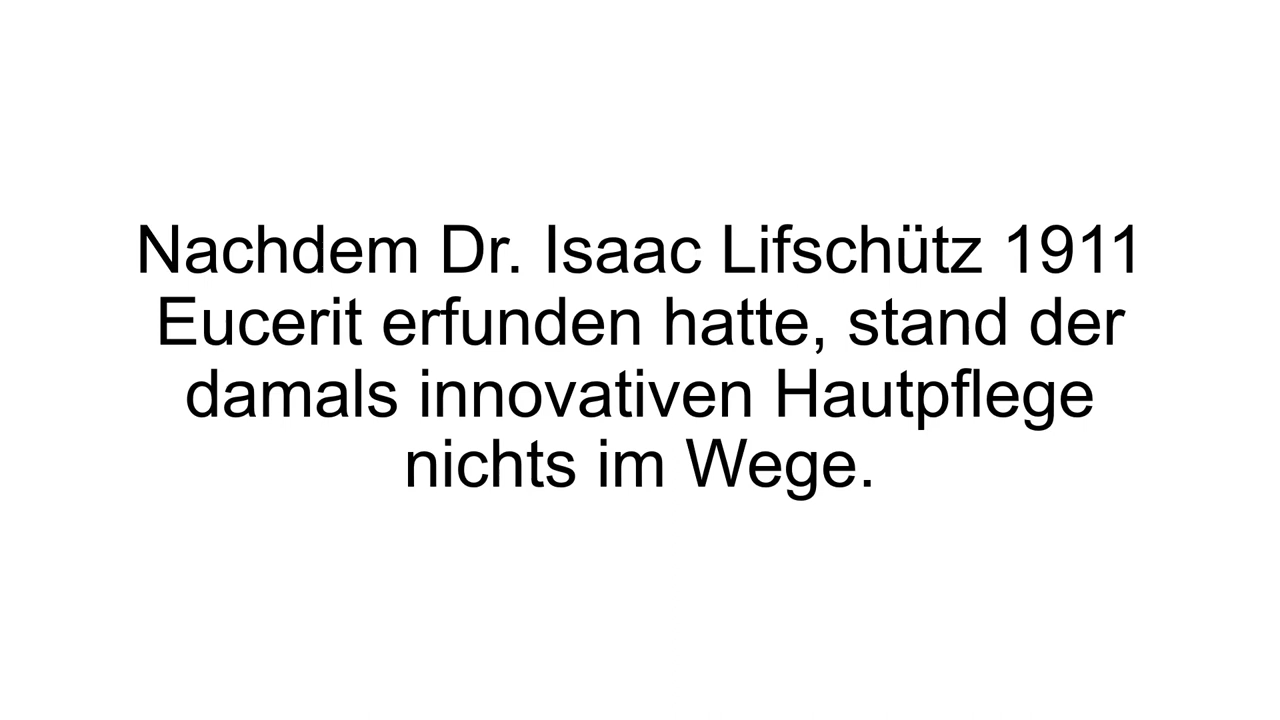 Nachdem Dr. Isaac Lifschütz 1911
Eucerit erfunden hatte, stand der
damals innovativen Hautpflege
nichts im Wege.